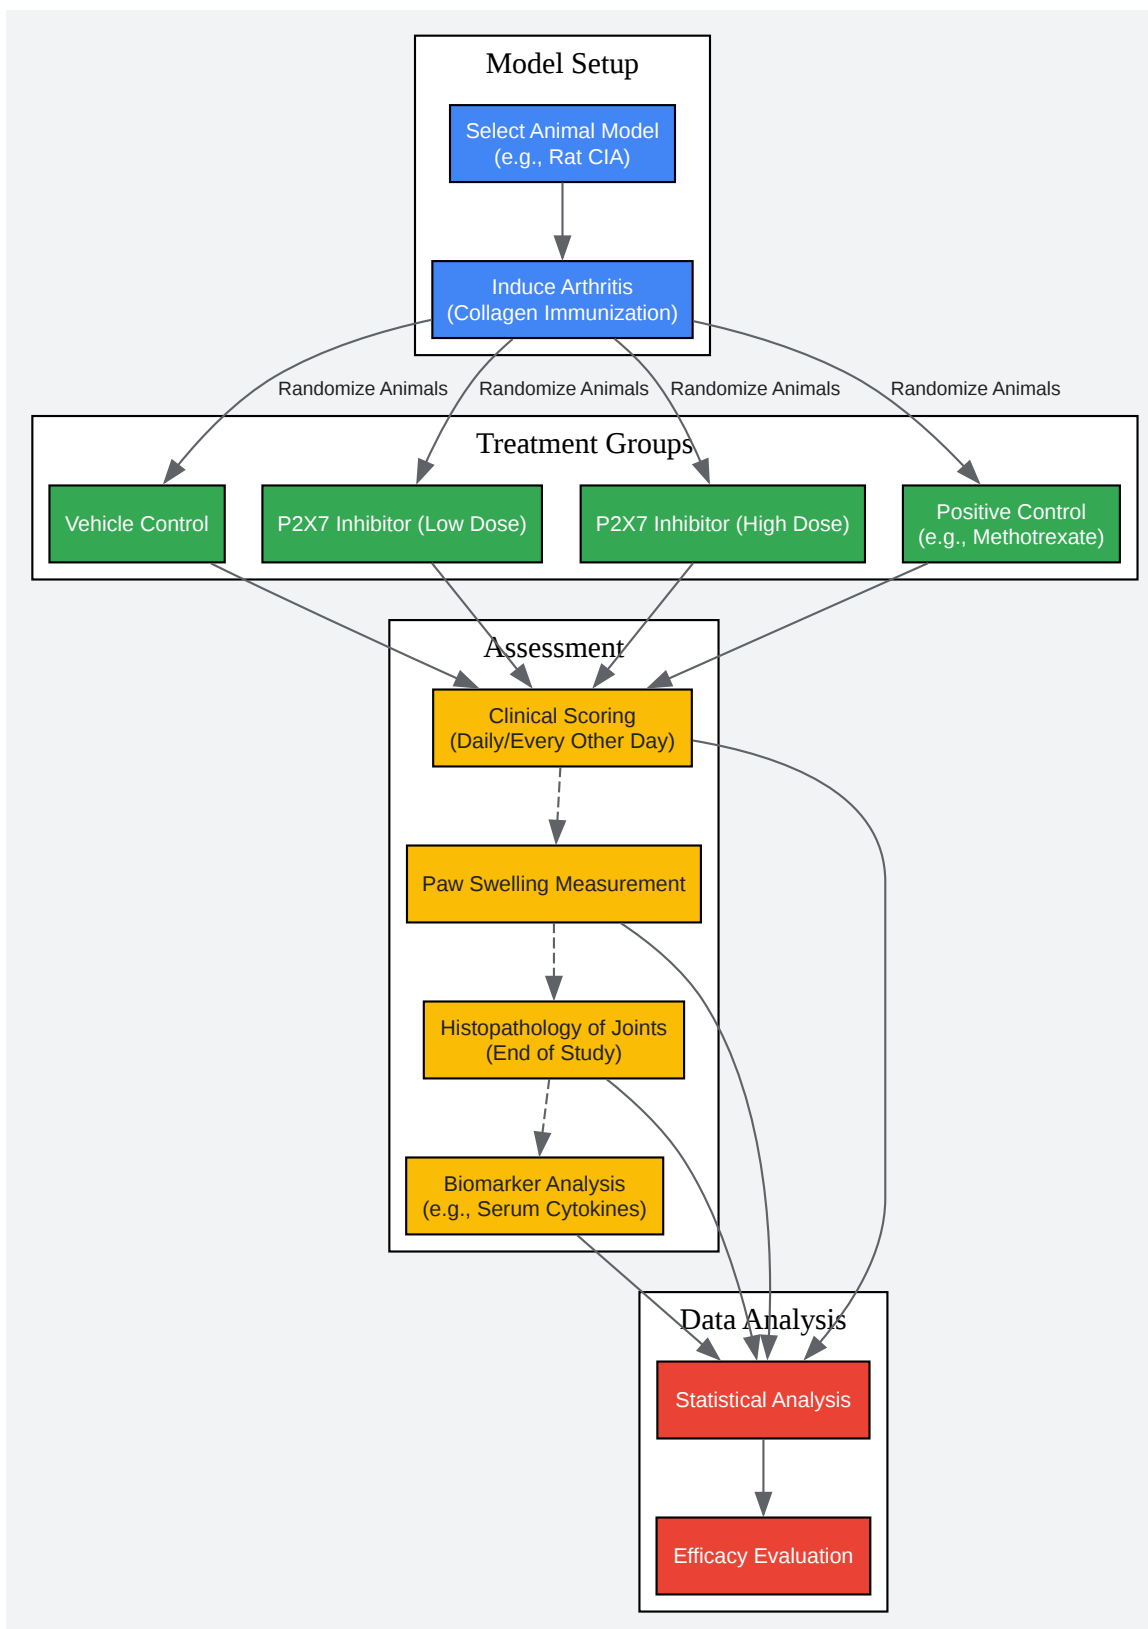 Model Setup
Select Animal Model
(e.g., Rat CIA)
Induce Arthritis
(Collagen Immunization)
Randomize Animals
Randomize Animals
Randomize Animals
Randomize Animals
Treatment Groups
Vehicle Control
P2X7 Inhibitor (Low Dose)
P2X7 Inhibitor (High Dose)
Positive Control
(e.g., Methotrexate)
Assessment
Clinical Scoring
(Daily/Every Other Day)
Paw Swelling Measurement
Histopathology of Joints
(End of Study)
Biomarker Analysis
(e.g., Serum Cytokines)
Data Analysis
Statistical Analysis
Efficacy Evaluation